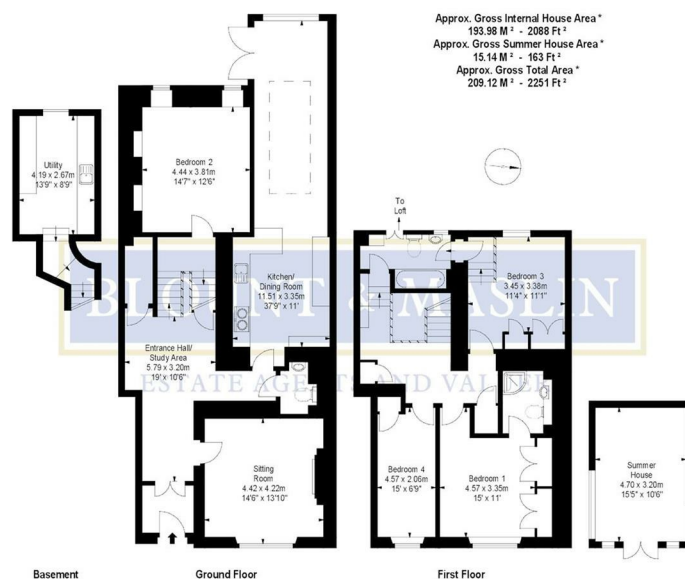 Approx. Gross Internal House Area *
193.98 M ² - 2088 Ft ²
Approx. Gross Summer House Area *
15.14 M ² - 163 Ft ²
Approx. Gross Total Area *
209.12 M ² - 2251 Ft ²
Utility
4.19 x 2.67m
13'9" x 8'9"
Bedroom 2
4.44 x 3.81m
14'7" x 12'6"
To
Loft
Kitchen/
Dining Room
11.51 x 3.35m
37'9" x 11'
Bedroom 3
3.45 x 3.38m
11'4" x 11'1"
BLOUNT & MASLIN
Entrance Hall/
Study Area
5.79 x 3.20m
19' x 10'6"
ESTATE AGENTS AND
Sitting
Room
4.42 x 4.22m
14'6" x 13'10"
Bedroom 4
4.57 x 2.06m
15' x 6'9"
Bedroom 1
4.57 x 3.35m
15' x 11'
Summer
House
4.70 x 3.20m
15'5" x 10'6"
Basement
Ground Floor
First Floor